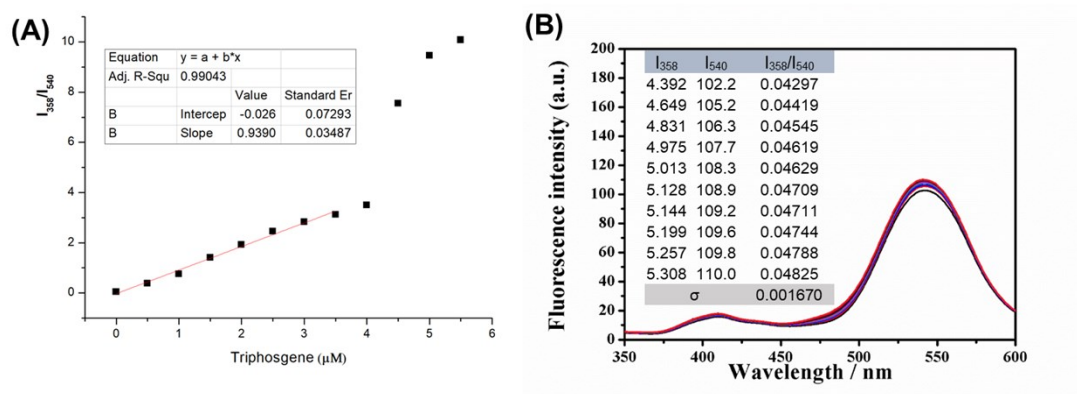 (A)
I358/I540
10
8
6
4
2
0
0 1 2 3 4 5 6
Triphosgene (μM)
Equation y = a + b*x
Adj. R-Squ 0.99043
Value Standard Er
B Intercep -0.026 0.07293
B Slope 0.9390 0.03487
(B)
Fluorescence intensity (a.u.)
200
180
160
140
120
100
80
60
40
20
0
350 400 450 500 550 600
Wavelength / nm
I358 I540 I358/I540
4.392 102.2 0.04297
4.649 105.2 0.04419
4.831 106.3 0.04545
4.975 107.7 0.04619
5.013 108.3 0.04629
5.128 108.9 0.04709
5.144 109.2 0.04711
5.199 109.6 0.04744
5.257 109.8 0.04788
5.308 110.0 0.04825
σ 0.001670